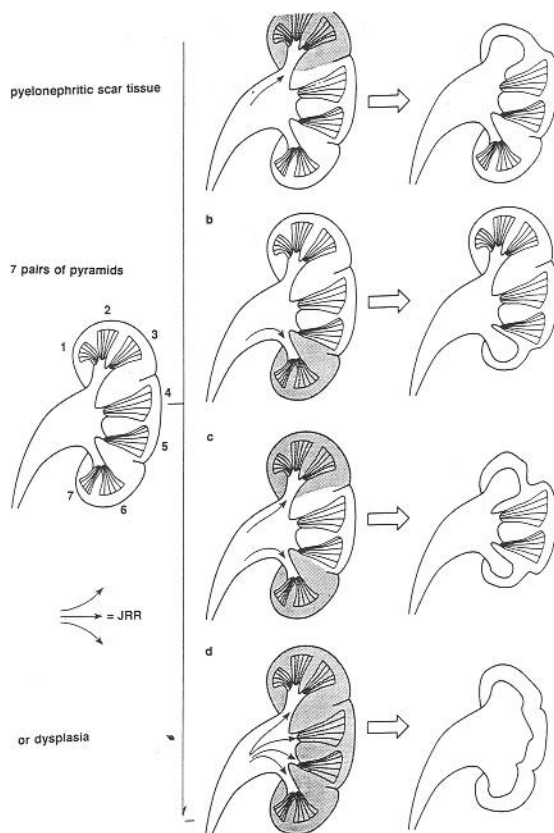 pyelonephritic scar tissue
b
7 pairs of pyramids
2
1
3
4
5
7
6
c
= JRR
d
or dysplasia